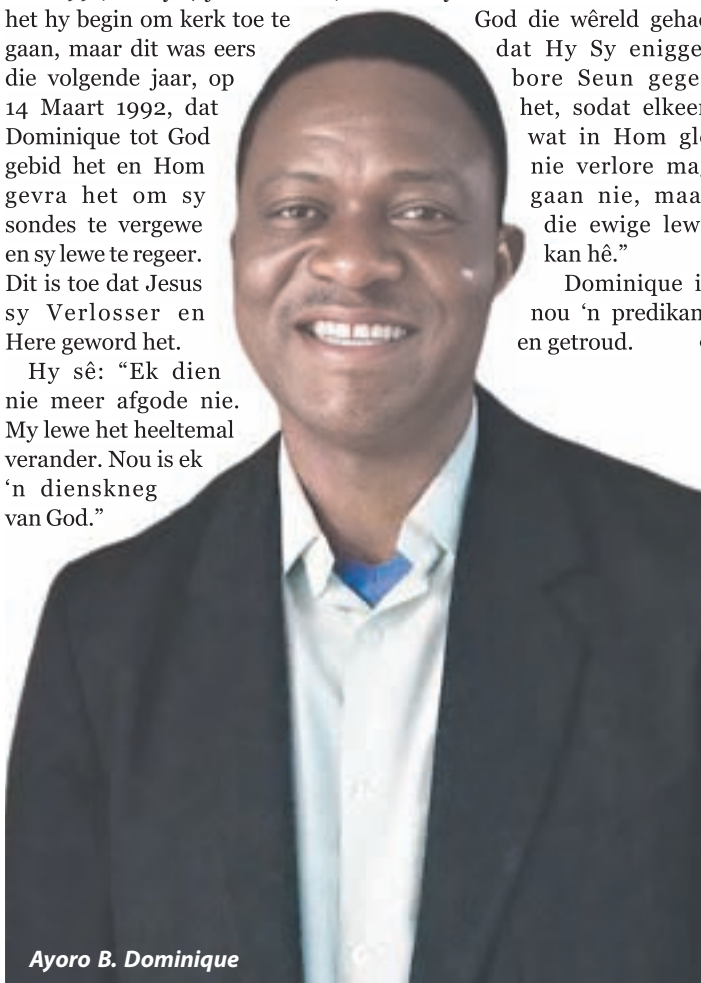 het hy begin om kerk toe te
gaan, maar dit was eers
die volgende jaar, op
14 Maart 1992, dat
Dominique tot God
gebid het en Hom
gevra het om sy
sondes te vergewe
en sy lewe te regeer.
Dit is toe dat Jesus
sy Verlosser en
Here geword het.
Hy sê: “Ek dien
nie meer afgode nie.
My lewe het heeltemal
verander. Nou is ek
‘n dienskneg
van God.”
God die wêreld
dat Hy Sy enigge
bore Seun
het, sodat
wat in Hom
nie verlore
gaan nie,
die ewige
kan hê.”
Dominique
nou ‘n
en getroud.
Ayoro B. Dominique